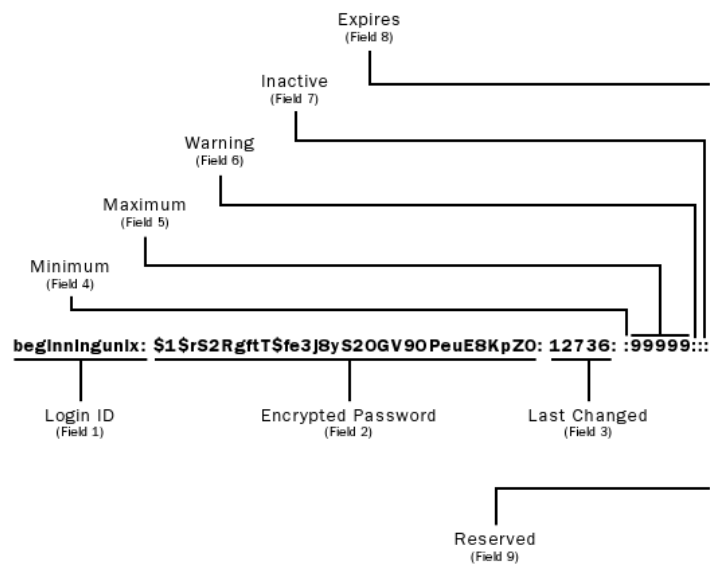 Expires
(Field 8)
Inactive
(Field 7)
Warning
(Field 6)
Maximum
(Field 5)
Minimum
(Field 4)
beginningunix: $1$rS2RgftT$fe3j8yS2OGV9OPeuE8KpZO: 12736: :99999:::
Login ID
(Field 1)
Encrypted Password
(Field 2)
Last Changed
(Field 3)
Reserved
(Field 9)